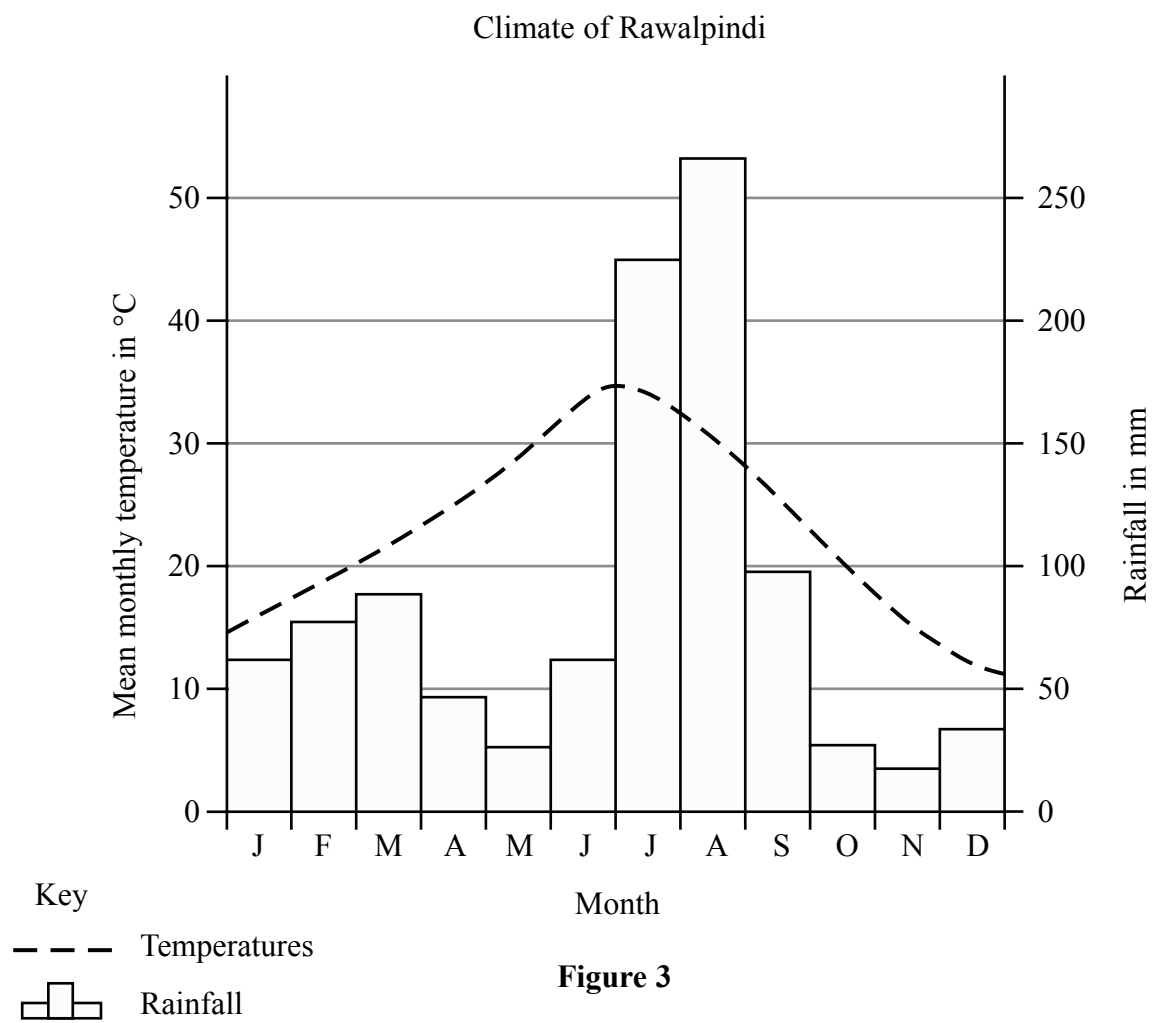 Climate of Rawalpindi
Mean monthly temperature in °C
50
40
30
20
10
0
250
200
150
100
50
0
Rainfall in mm
J F M A M J J A S O N D
Month
Key
Temperatures
Rainfall
Figure 3